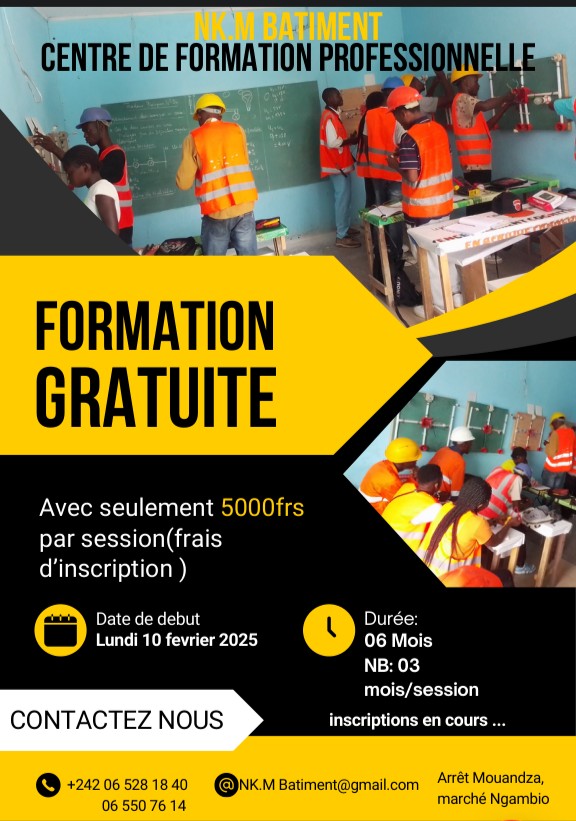 NK.M BATIMENT
CENTRE DE FORMATION PROFESSIONNELLE
FORMATION
GRATUITE
Avec seulement 5000frs
par session(frais
d’inscription )
Date de debut
Lundi 10 fevrier 2025
Durée:
06 Mois
NB: 03
mois/session
CONTACTEZ NOUS
inscriptions en cours ...
+242 06 528 18 40
06 550 76 14
@NK.M Batiment@gmail.com
Arrêt Mouandza,
marché Ngambio